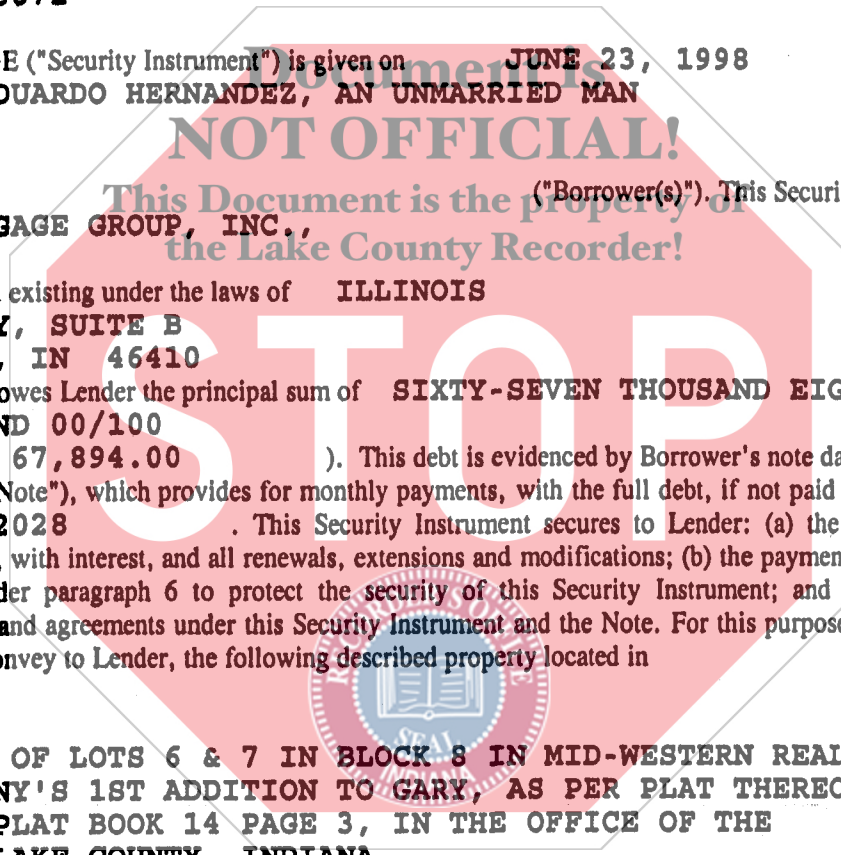 E ("Security Instrument") is given on JUNE 23, 1998
Document is
DUARDO HERNANDEZ, AN UNMARRIED MAN
NOT OFFICIAL!
("Borrower(s)"). This Securi
This Document is the property of
GAGE GROUP, INC.,
the Lake County Recorder!
existing under the laws of ILLINOIS
Y, SUITE B
, IN 46410
owes Lender the principal sum of SIXTY-SEVEN THOUSAND EIG
ND 00/100
67,894.00 ). This debt is evidenced by Borrower's note da
Note"), which provides for monthly payments, with the full debt, if not paid
2028 . This Security Instrument secures to Lender: (a) the
, with interest, and all renewals, extensions and modifications; (b) the paymen
der paragraph 6 to protect the security of this Security Instrument; and
and agreements under this Security Instrument and the Note. For this purpose
onvey to Lender, the following described property located in
STOP
SEAL
INDIANA
OF LOTS 6 & 7 IN BLOCK 8 IN MID-WESTERN REAL
NY'S 1ST ADDITION TO GARY, AS PER PLAT THEREO
PLAT BOOK 14 PAGE 3, IN THE OFFICE OF THE
LAKE COUNTY, INDIANA